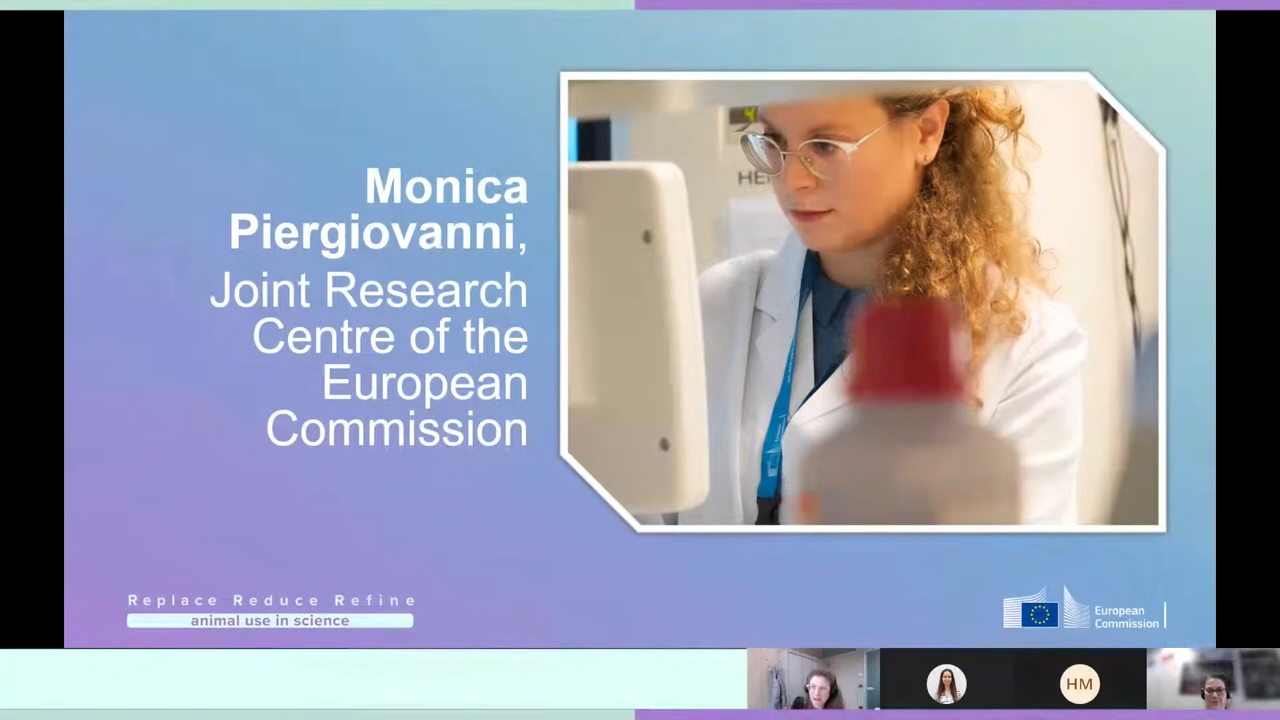 Monica
Piergiovanni,
Joint Research
Centre of the
European
Commission
Replace Reduce Refine
animal use in science
European
Commission
HM